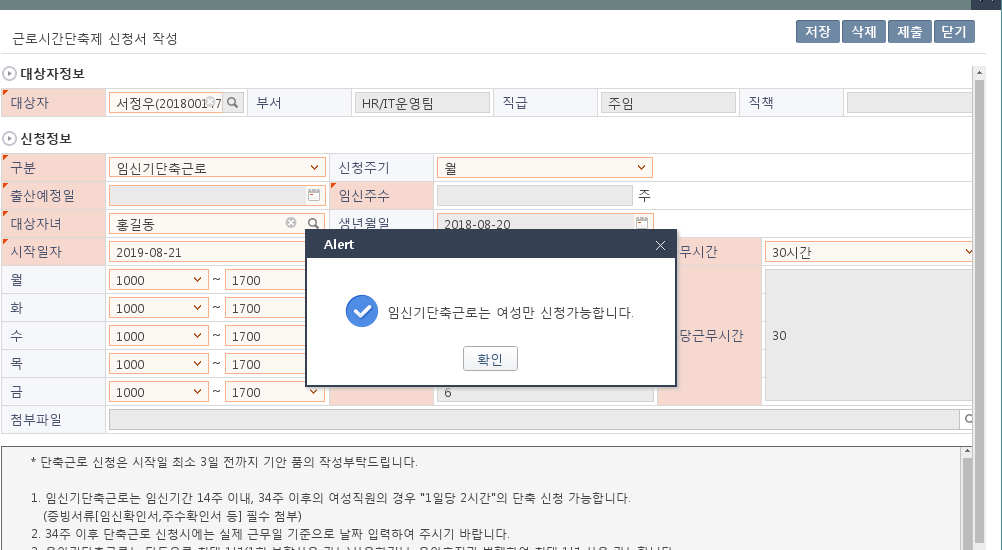 근로시간단축제 신청서 작성
저장 삭제 제출 닫기
대상자정보
대상자 서정우(201800 7 부서 HR/IT운영팀 직급 주임 직책
신청정보
구분 임신기단축근로 신청주기 월
출산예정일 임신주수 주
대상자녀 홍길동 생년월일 2018-08-20
시작일자 2019-08-21 무시간 30시간
Alert
임신기단축근로는 여성만 신청가능합니다.
확인
월 1000 ~ 1700
화 1000 ~ 1700
수 1000 ~ 1700 당근무시간 30
목 1000 ~ 1700
금 1000 ~ 1700 6
첨부파일
* 단축근로 신청은 시작일 최소 3일 전까지 기안 품의 작성부탁드립니다.
1. 임신기단축근로는 임신기간 14주 이내, 34주 이후의 여성직원의 경우 "1일당 2시간"의 단축 신청 가능합니다.
(증빙서류[임신확인서,주수확인서 등] 필수 첨부)
2. 34주 이후 단축근로 신청시에는 실제 근무일 기준으로 날짜 입력하여 주시기 바랍니다.